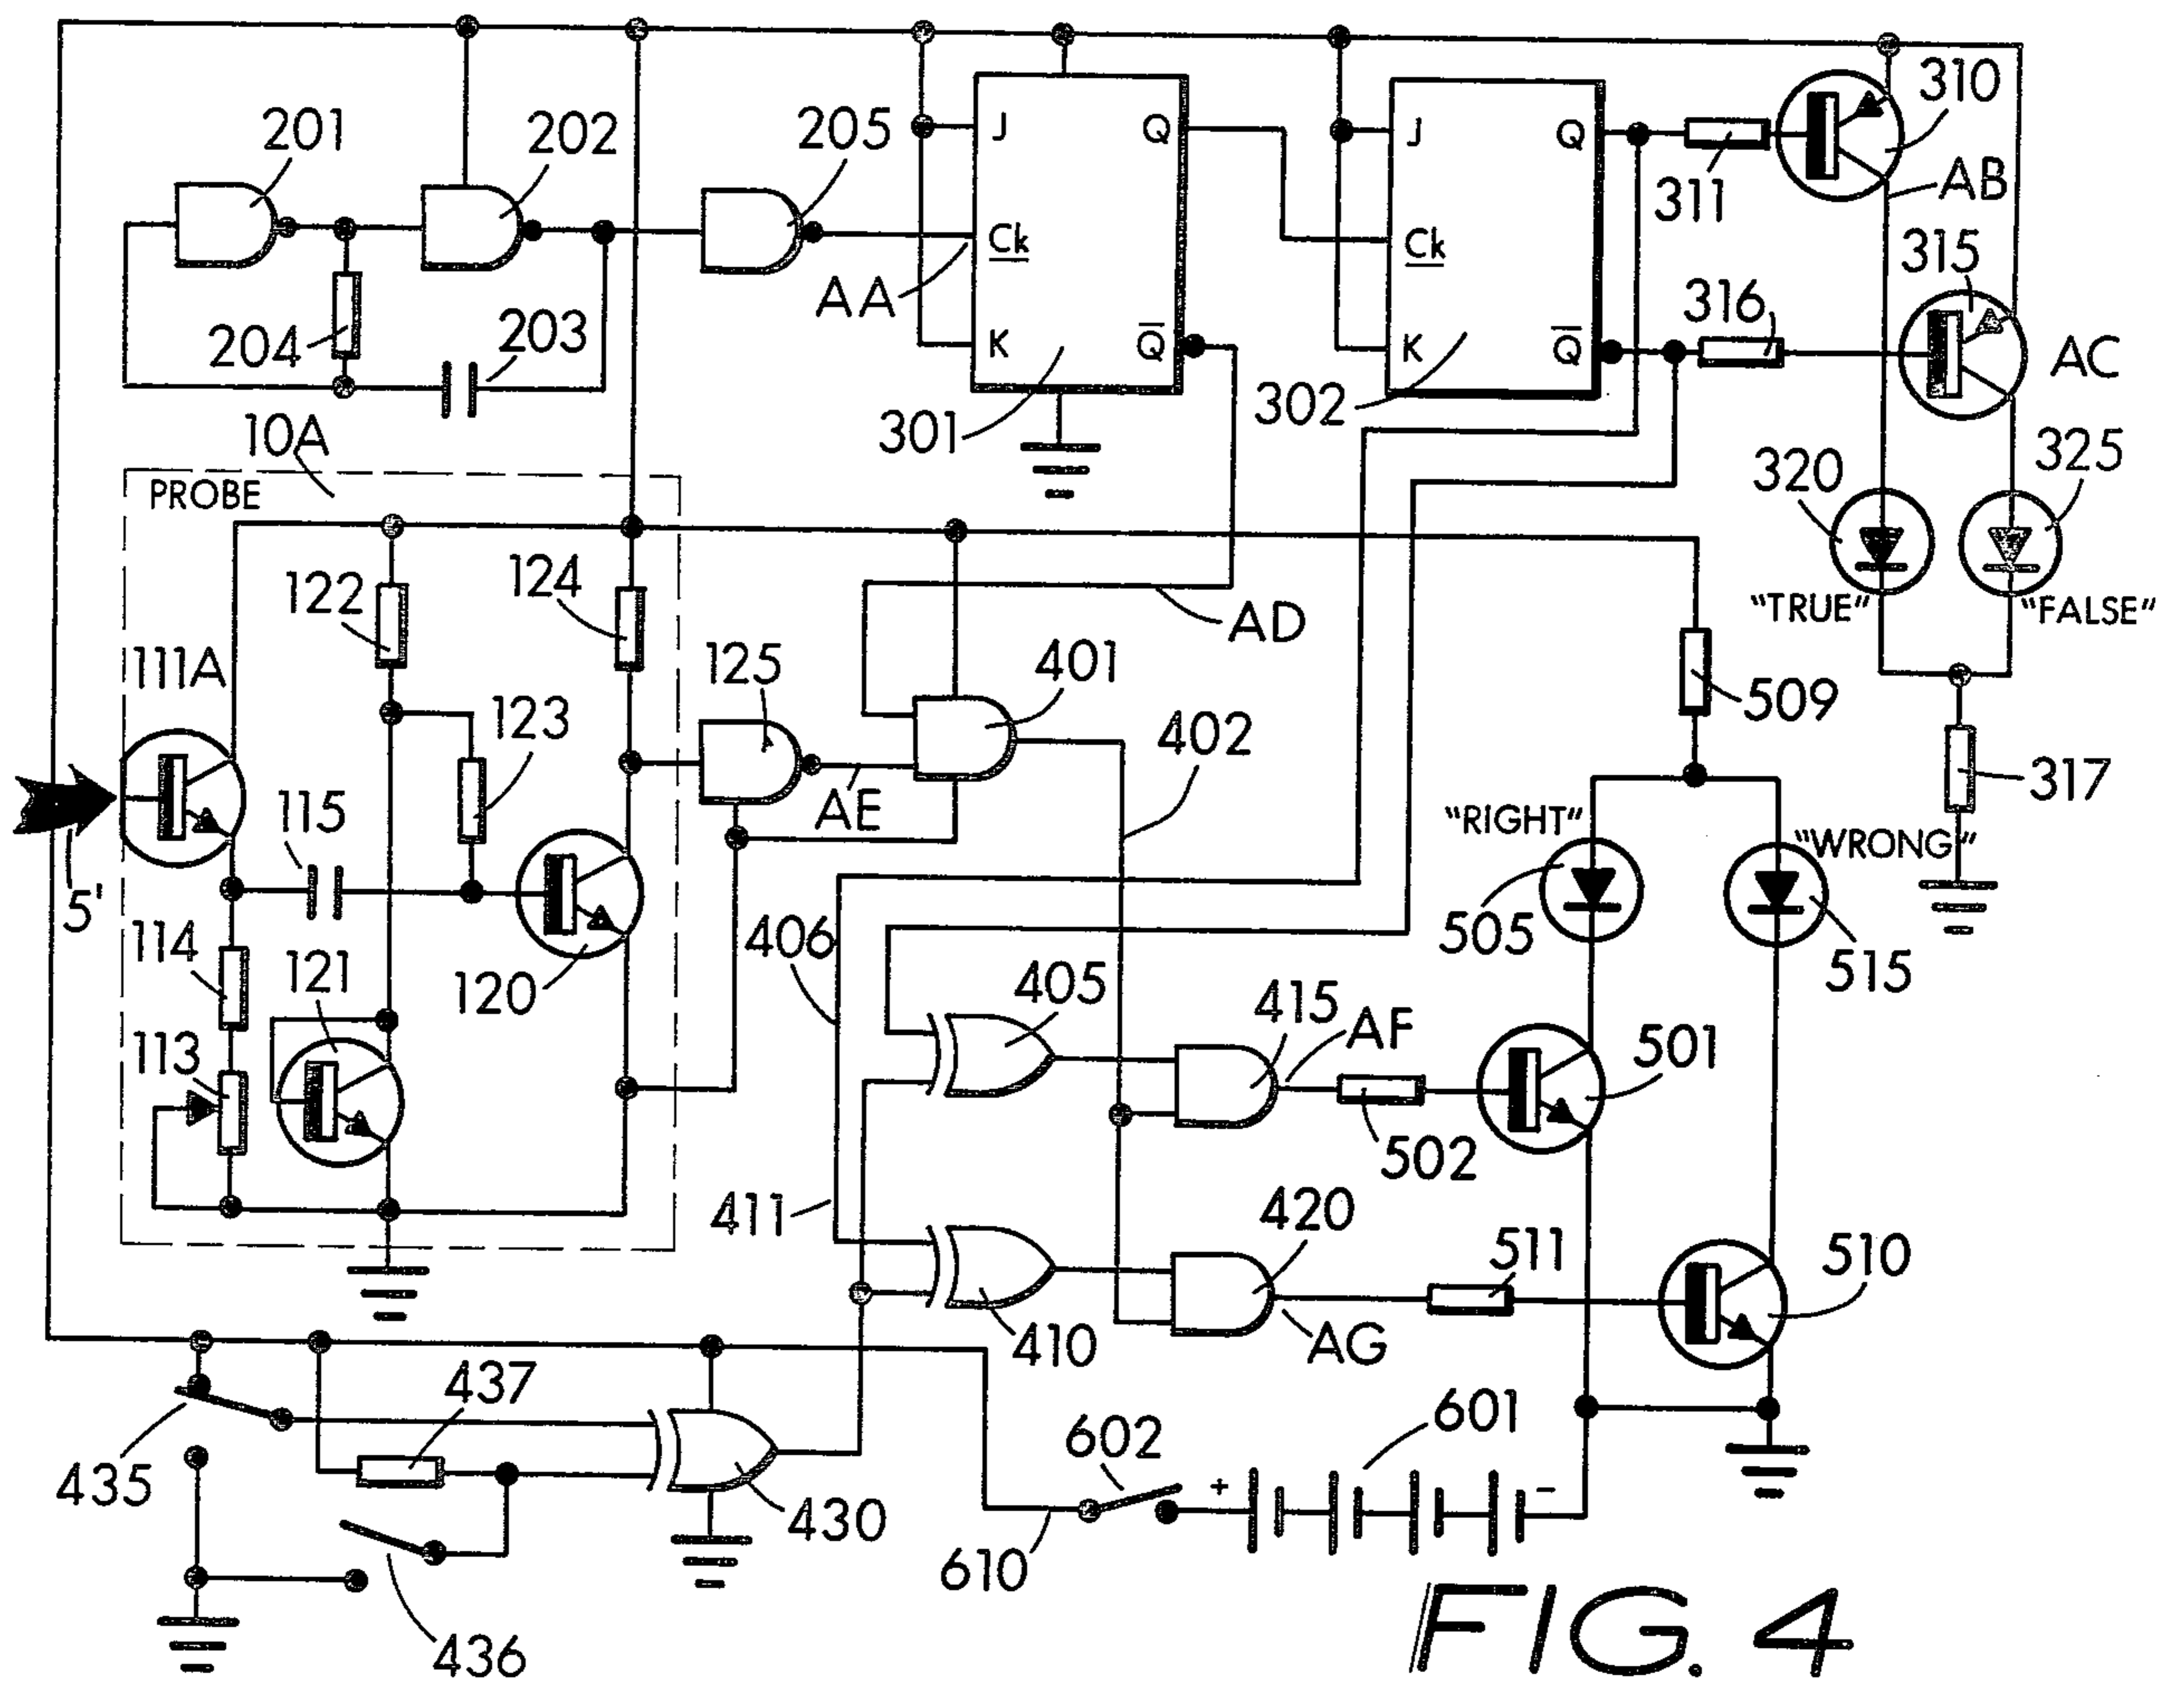 201
202
205
310
J
Q
J
Q
311
AB
Ck
Ck
315
AA
316
204
203
K
Q̅
K
Q̅
AC
301
302
10A
PROBE
320
325
122
124
"TRUE"
"FALSE"
AD
111A
125
401
509
123
402
317
115
AE
"RIGHT"
"WRONG"
5'
505
515
114
121
120
406
405
415
AF
501
113
502
411
420
511
510
410
AG
437
435
602
601
+
−
430
610
436
FIG. 4